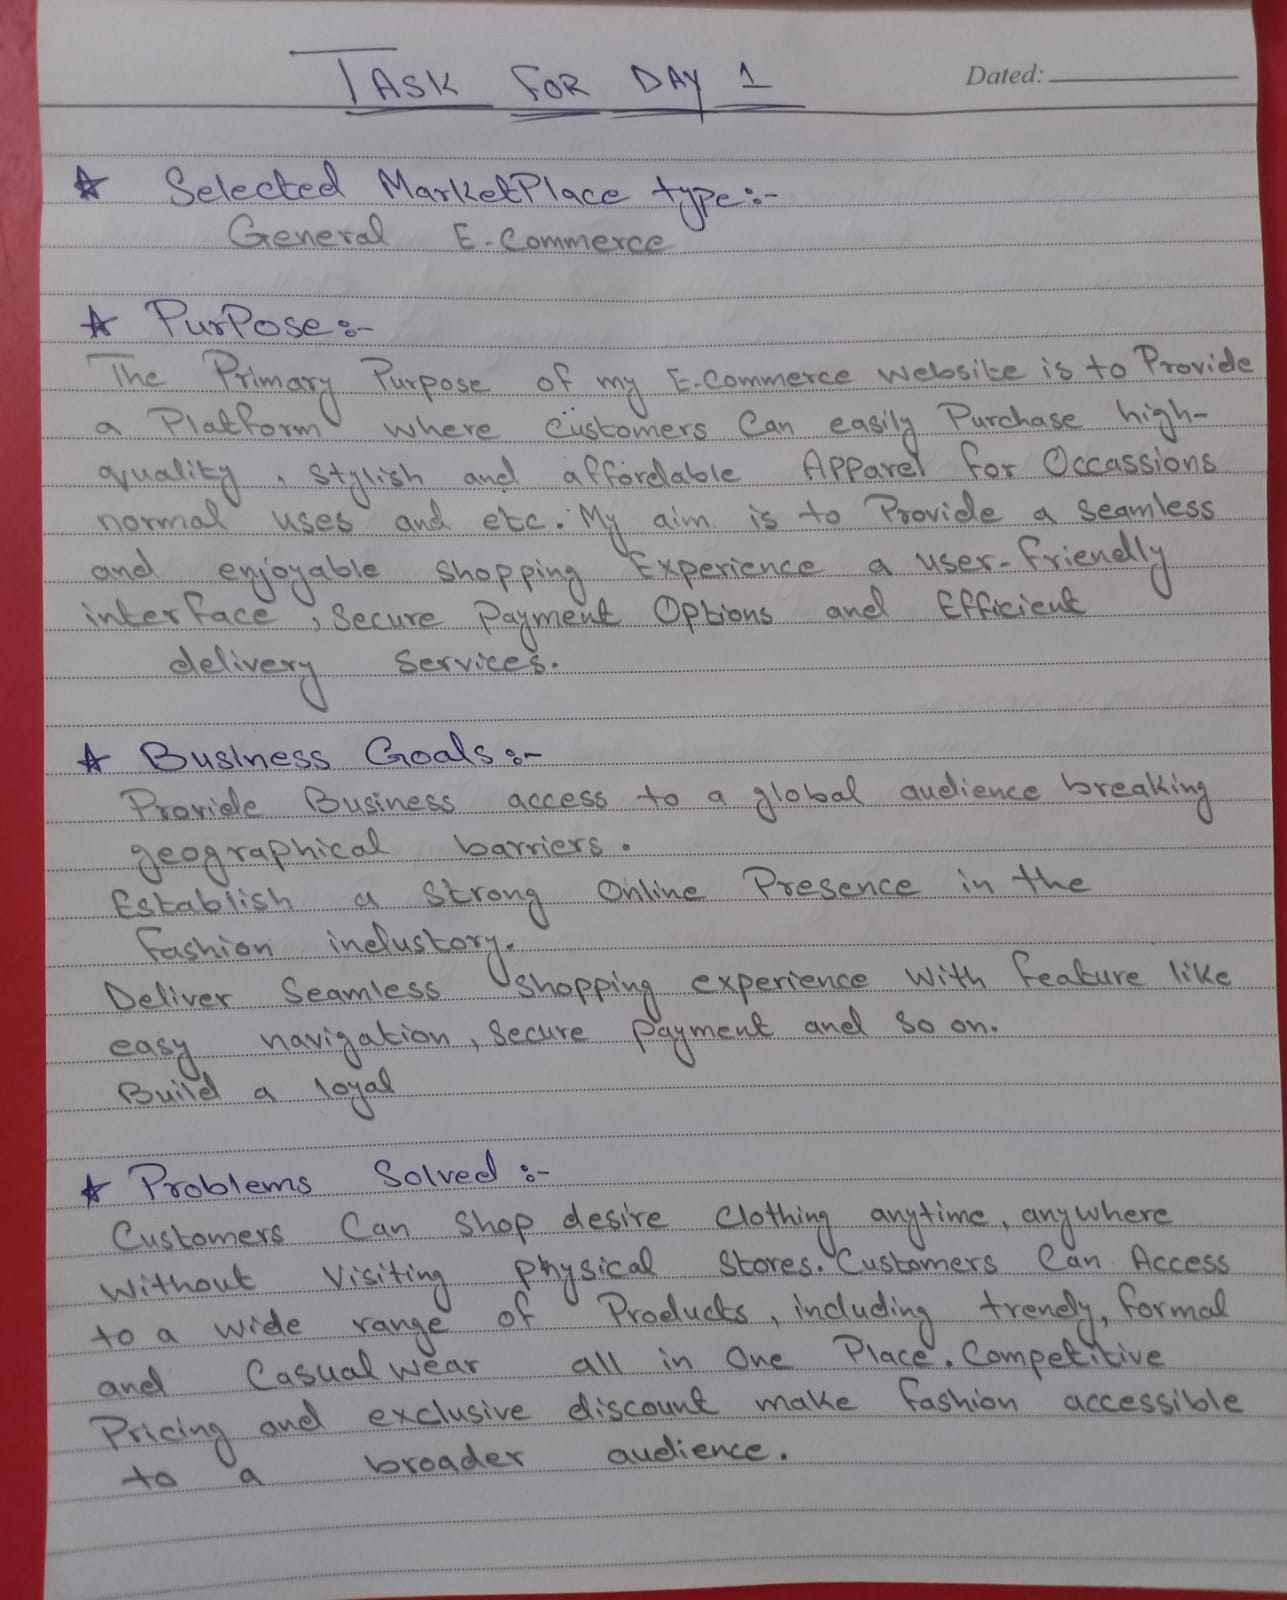 TASK FOR DAY 1
Dated:
☆ Selected MarketPlace type:-
General E-Commerce
☆ PurPose:-
The Primary Purpose of my E-Commerce website is to Provide
a Platform where customers Can easily Purchase high-
quality, stylish and affordable Apparel for Occassions
normal uses and etc. My aim is to Provide a seamless
and enjoyable shopping Experience a user-friendly
interface, Secure Payment Options and Efficient
delivery services.
☆ Business Goals:-
Provide Business access to a global audience breaking
geographical barriers.
Establish a Strong Online Presence in the
fashion industory.
Deliver Seamless shopping experience with feature like
easy navigation, Secure Payment and so on.
Build a loyal
☆ Problems Solved:-
Customers Can Shop desire clothing anytime, anywhere
Without Visiting physical Stores. Customers Can Access
to a wide range of Products, including trendy, formal
and Casual wear all in One Place. Competitive
Pricing and exclusive discount make fashion accessible
to a broader audience.